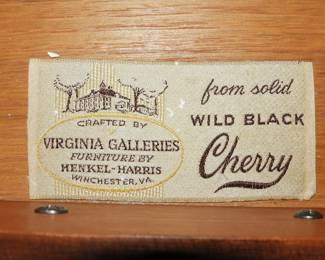 CRAFTED BY
VIRGINIA GALLERIES
FURNITURE BY
HENKEL-HARRIS
WINCHESTER, VA.
from solid
WILD BLACK
Cherry